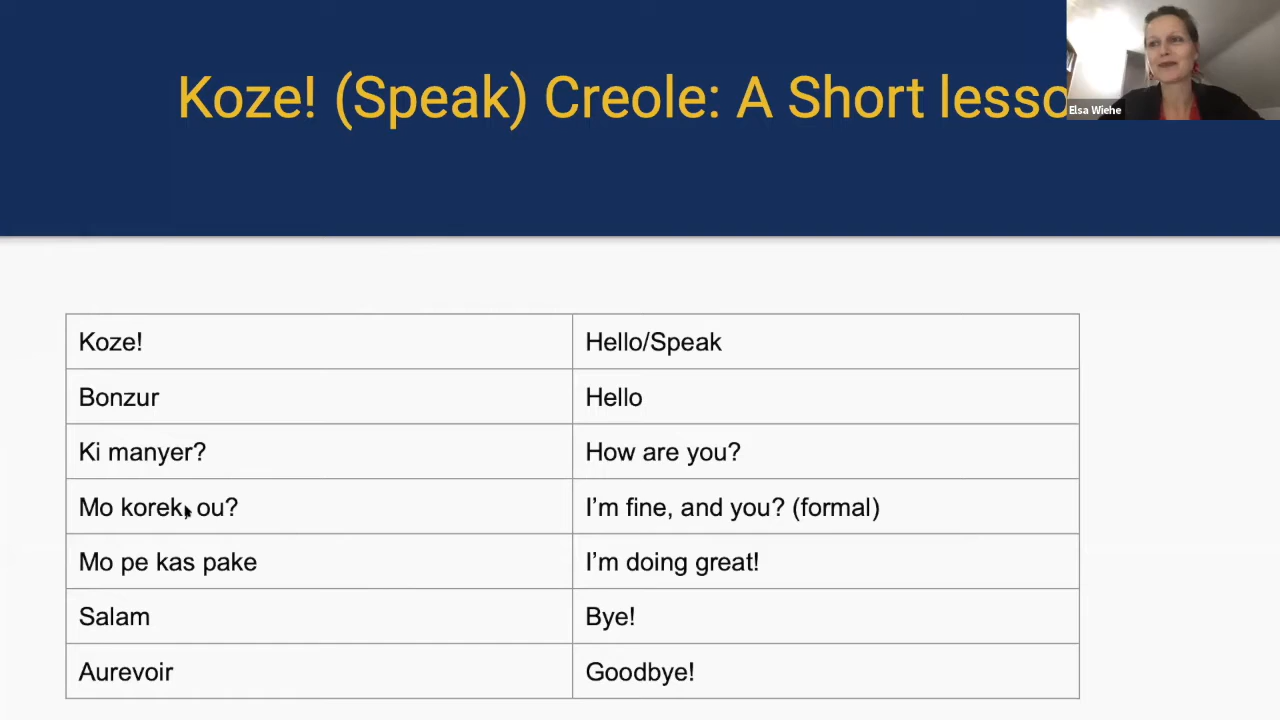 Koze! (Speak) Creole: A Short lesso
Elsa Wiehe
Koze! Hello/Speak
Bonzur Hello
Ki manyer? How are you?
Mo korek, ou? I’m fine, and you? (formal)
Mo pe kas pake I’m doing great!
Salam Bye!
Aurevoir Goodbye!